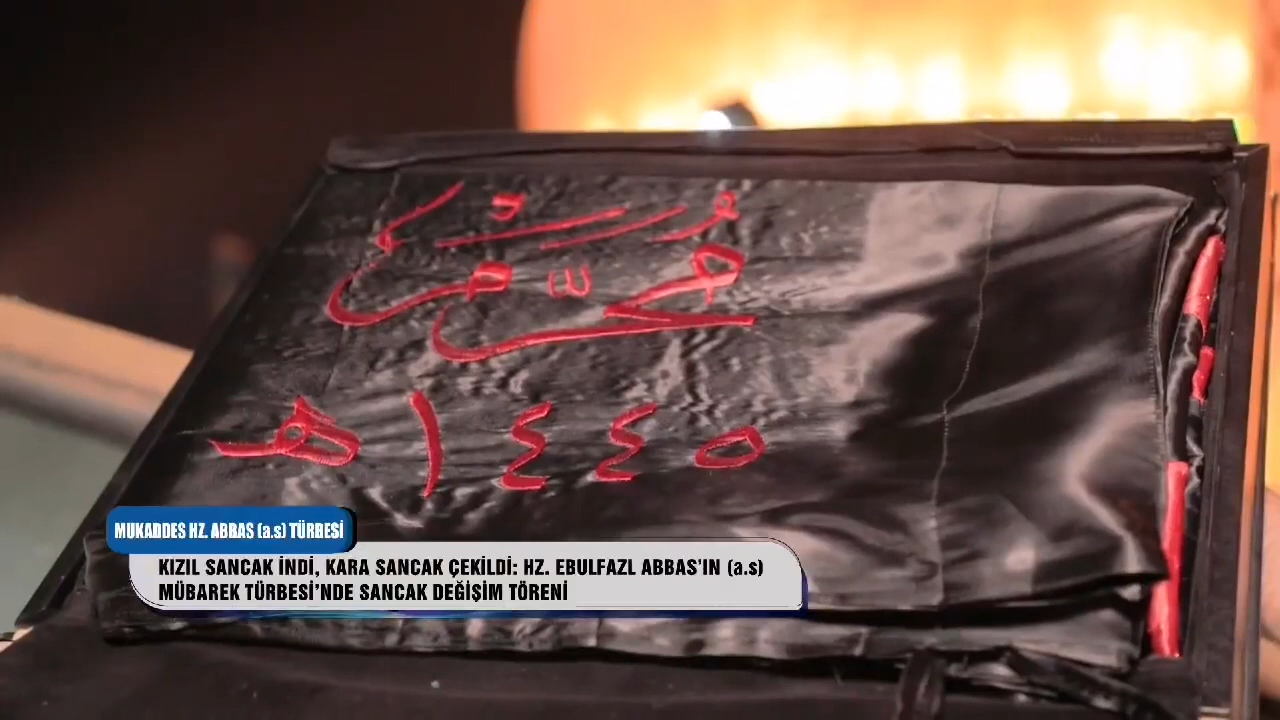 محرم
١٤٤٥ هـ
MUKADDES HZ. ABBAS (a.s) TÜRBESİ
KIZIL SANCAK İNDİ, KARA SANCAK ÇEKİLDİ: HZ. EBULFAZL ABBAS'IN (a.s)
MÜBAREK TÜRBESİ'NDE SANCAK DEĞİŞİM TÖRENİ